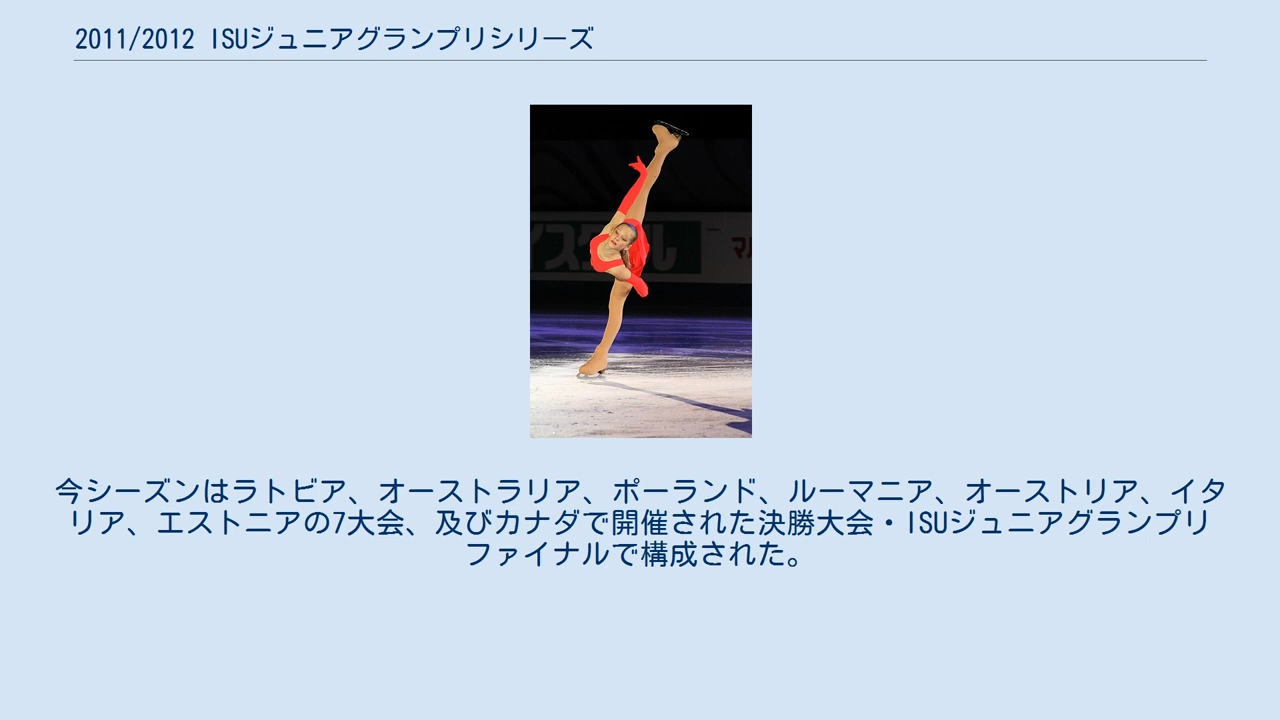 2011/2012 ISUジュニアグランプリシリーズ
今シーズンはラトビア、オーストラリア、ポーランド、ルーマニア、オーストリア、イタ
リア、エストニアの7大会、及びカナダで開催された決勝大会・ISUジュニアグランプリ
ファイナルで構成された。